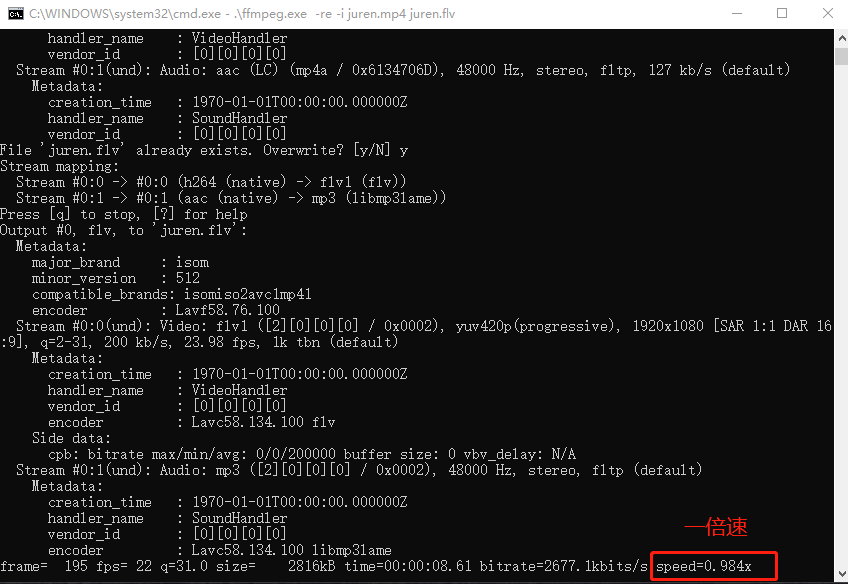 C:\WINDOWS\system32\cmd.exe - .\ffmpeg.exe -re -i juren.mp4 juren.flv
handler_name : VideoHandler
vendor_id : [0][0][0][0]
Stream #0:1(und): Audio: aac (LC) (mp4a / 0x6134706D), 48000 Hz, stereo, fltp, 127 kb/s (default)
Metadata:
creation_time : 1970-01-01T00:00:00.000000Z
handler_name : SoundHandler
vendor_id : [0][0][0][0]
File 'juren.flv' already exists. Overwrite? [y/N] y
Stream mapping:
Stream #0:0 -> #0:0 (h264 (native) -> flv1 (flv))
Stream #0:1 -> #0:1 (aac (native) -> mp3 (libmp3lame))
Press [q] to stop, [?] for help
Output #0, flv, to 'juren.flv':
Metadata:
major_brand : isom
minor_version : 512
compatible_brands: isomiso2avc1mp41
encoder : Lavf58.76.100
Stream #0:0(und): Video: flv1 ([2][0][0][0] / 0x0002), yuv420p(progressive), 1920x1080 [SAR 1:1 DAR 16
:9], q=2-31, 200 kb/s, 23.98 fps, 1k tbn (default)
Metadata:
creation_time : 1970-01-01T00:00:00.000000Z
handler_name : VideoHandler
vendor_id : [0][0][0][0]
encoder : Lavc58.134.100 flv
Side data:
cpb: bitrate max/min/avg: 0/0/200000 buffer size: 0 vbv_delay: N/A
Stream #0:1(und): Audio: mp3 ([2][0][0][0] / 0x0002), 48000 Hz, stereo, fltp (default)
Metadata:
creation_time : 1970-01-01T00:00:00.000000Z
handler_name : SoundHandler
vendor_id : [0][0][0][0]
一倍速
encoder : Lavc58.134.100 libmp3lame
frame= 195 fps= 22 q=31.0 size= 2816kB time=00:00:08.61 bitrate=2677.1kbits/s speed=0.984x